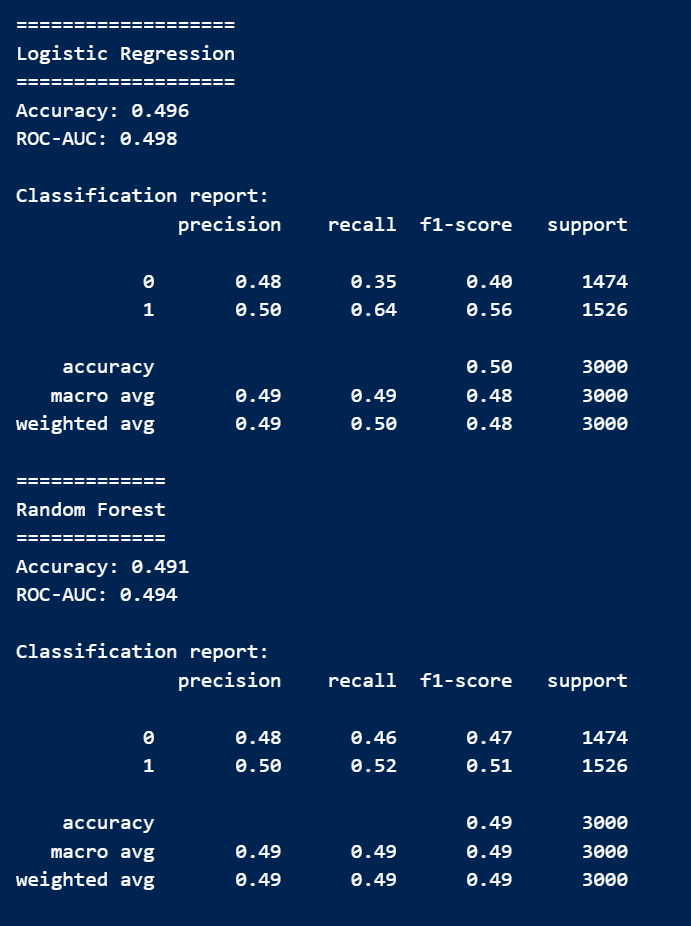 ===================
Logistic Regression
===================
Accuracy: 0.496
ROC-AUC: 0.498
Classification report:
precision recall f1-score support
0 0.48 0.35 0.40 1474
1 0.50 0.64 0.56 1526
accuracy 0.50 3000
macro avg 0.49 0.49 0.48 3000
weighted avg 0.49 0.50 0.48 3000
=============
Random Forest
=============
Accuracy: 0.491
ROC-AUC: 0.494
Classification report:
precision recall f1-score support
0 0.48 0.46 0.47 1474
1 0.50 0.52 0.51 1526
accuracy 0.49 3000
macro avg 0.49 0.49 0.49 3000
weighted avg 0.49 0.49 0.49 3000